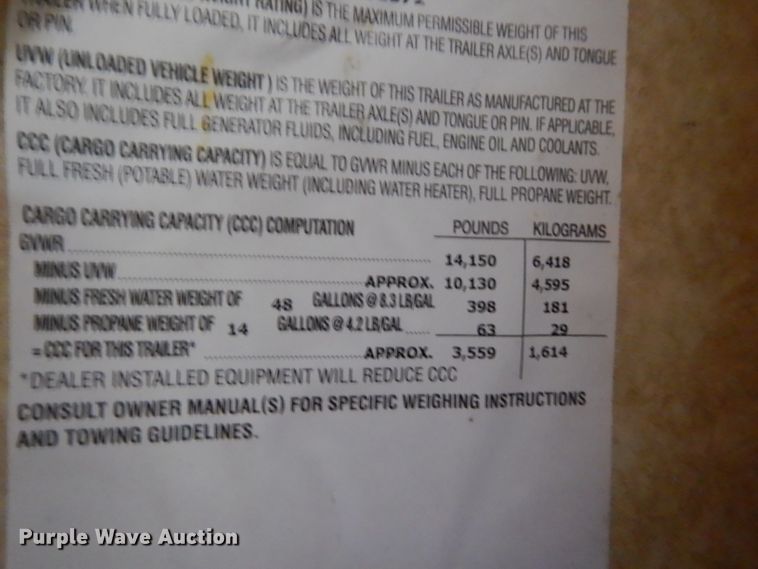 WHEN FULLY LOADED, IT INCLUDES ALL WEIGHT AT THE TRAILER AXLE(S) AND TONGUE
RATING) IS THE MAXIMUM PERMISSIBLE WEIGHT OF THIS
OR PIN.
UVW (UNLOADED VEHICLE WEIGHT ) IS THE WEIGHT OF THIS TRAILER AS MANUFACTURED AT THE
FACTORY. IT INCLUDES ALL WEIGHT AT THE TRAILER AXLE(S) AND TONGUE OR PIN. IF APPLICABLE,
IT ALSO INCLUDES FULL GENERATOR FLUIDS, INCLUDING FUEL, ENGINE OIL AND COOLANTS.
CCC (CARGO CARRYING CAPACITY) IS EQUAL TO GVWR MINUS EACH OF THE FOLLOWING: UVW,
FULL FRESH (POTABLE) WATER WEIGHT (INCLUDING WATER HEATER), FULL PROPANE WEIGHT.
CARGO CARRYING CAPACITY (CCC) COMPUTATION POUNDS KILOGRAMS
GVWR 14,150 6,418
MINUS UVW APPROX. 10,130 4,595
MINUS FRESH WATER WEIGHT OF 48 GALLONS @ 8.3 LB/GAL 398 181
MINUS PROPANE WEIGHT OF 14 GALLONS @ 4.2 LB/GAL 63 29
= CCC FOR THIS TRAILER* APPROX. 3,559 1,614
*DEALER INSTALLED EQUIPMENT WILL REDUCE CCC
CONSULT OWNER MANUAL(S) FOR SPECIFIC WEIGHING INSTRUCTIONS
AND TOWING GUIDELINES.
Purple Wave Auction